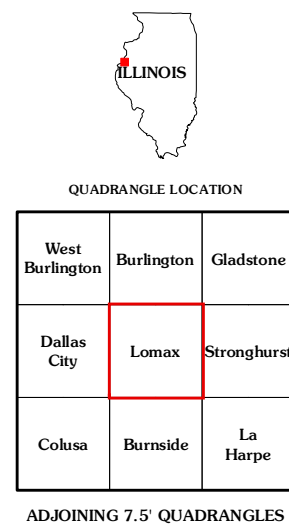 ILLINOIS
QUADRANGLE LOCATION
West
Burlington
Burlington
Gladstone
Dallas
City
Lomax
Stronghurst
Colusa
Burnside
La
Harpe
ADJOINING 7.5' QUADRANGLES